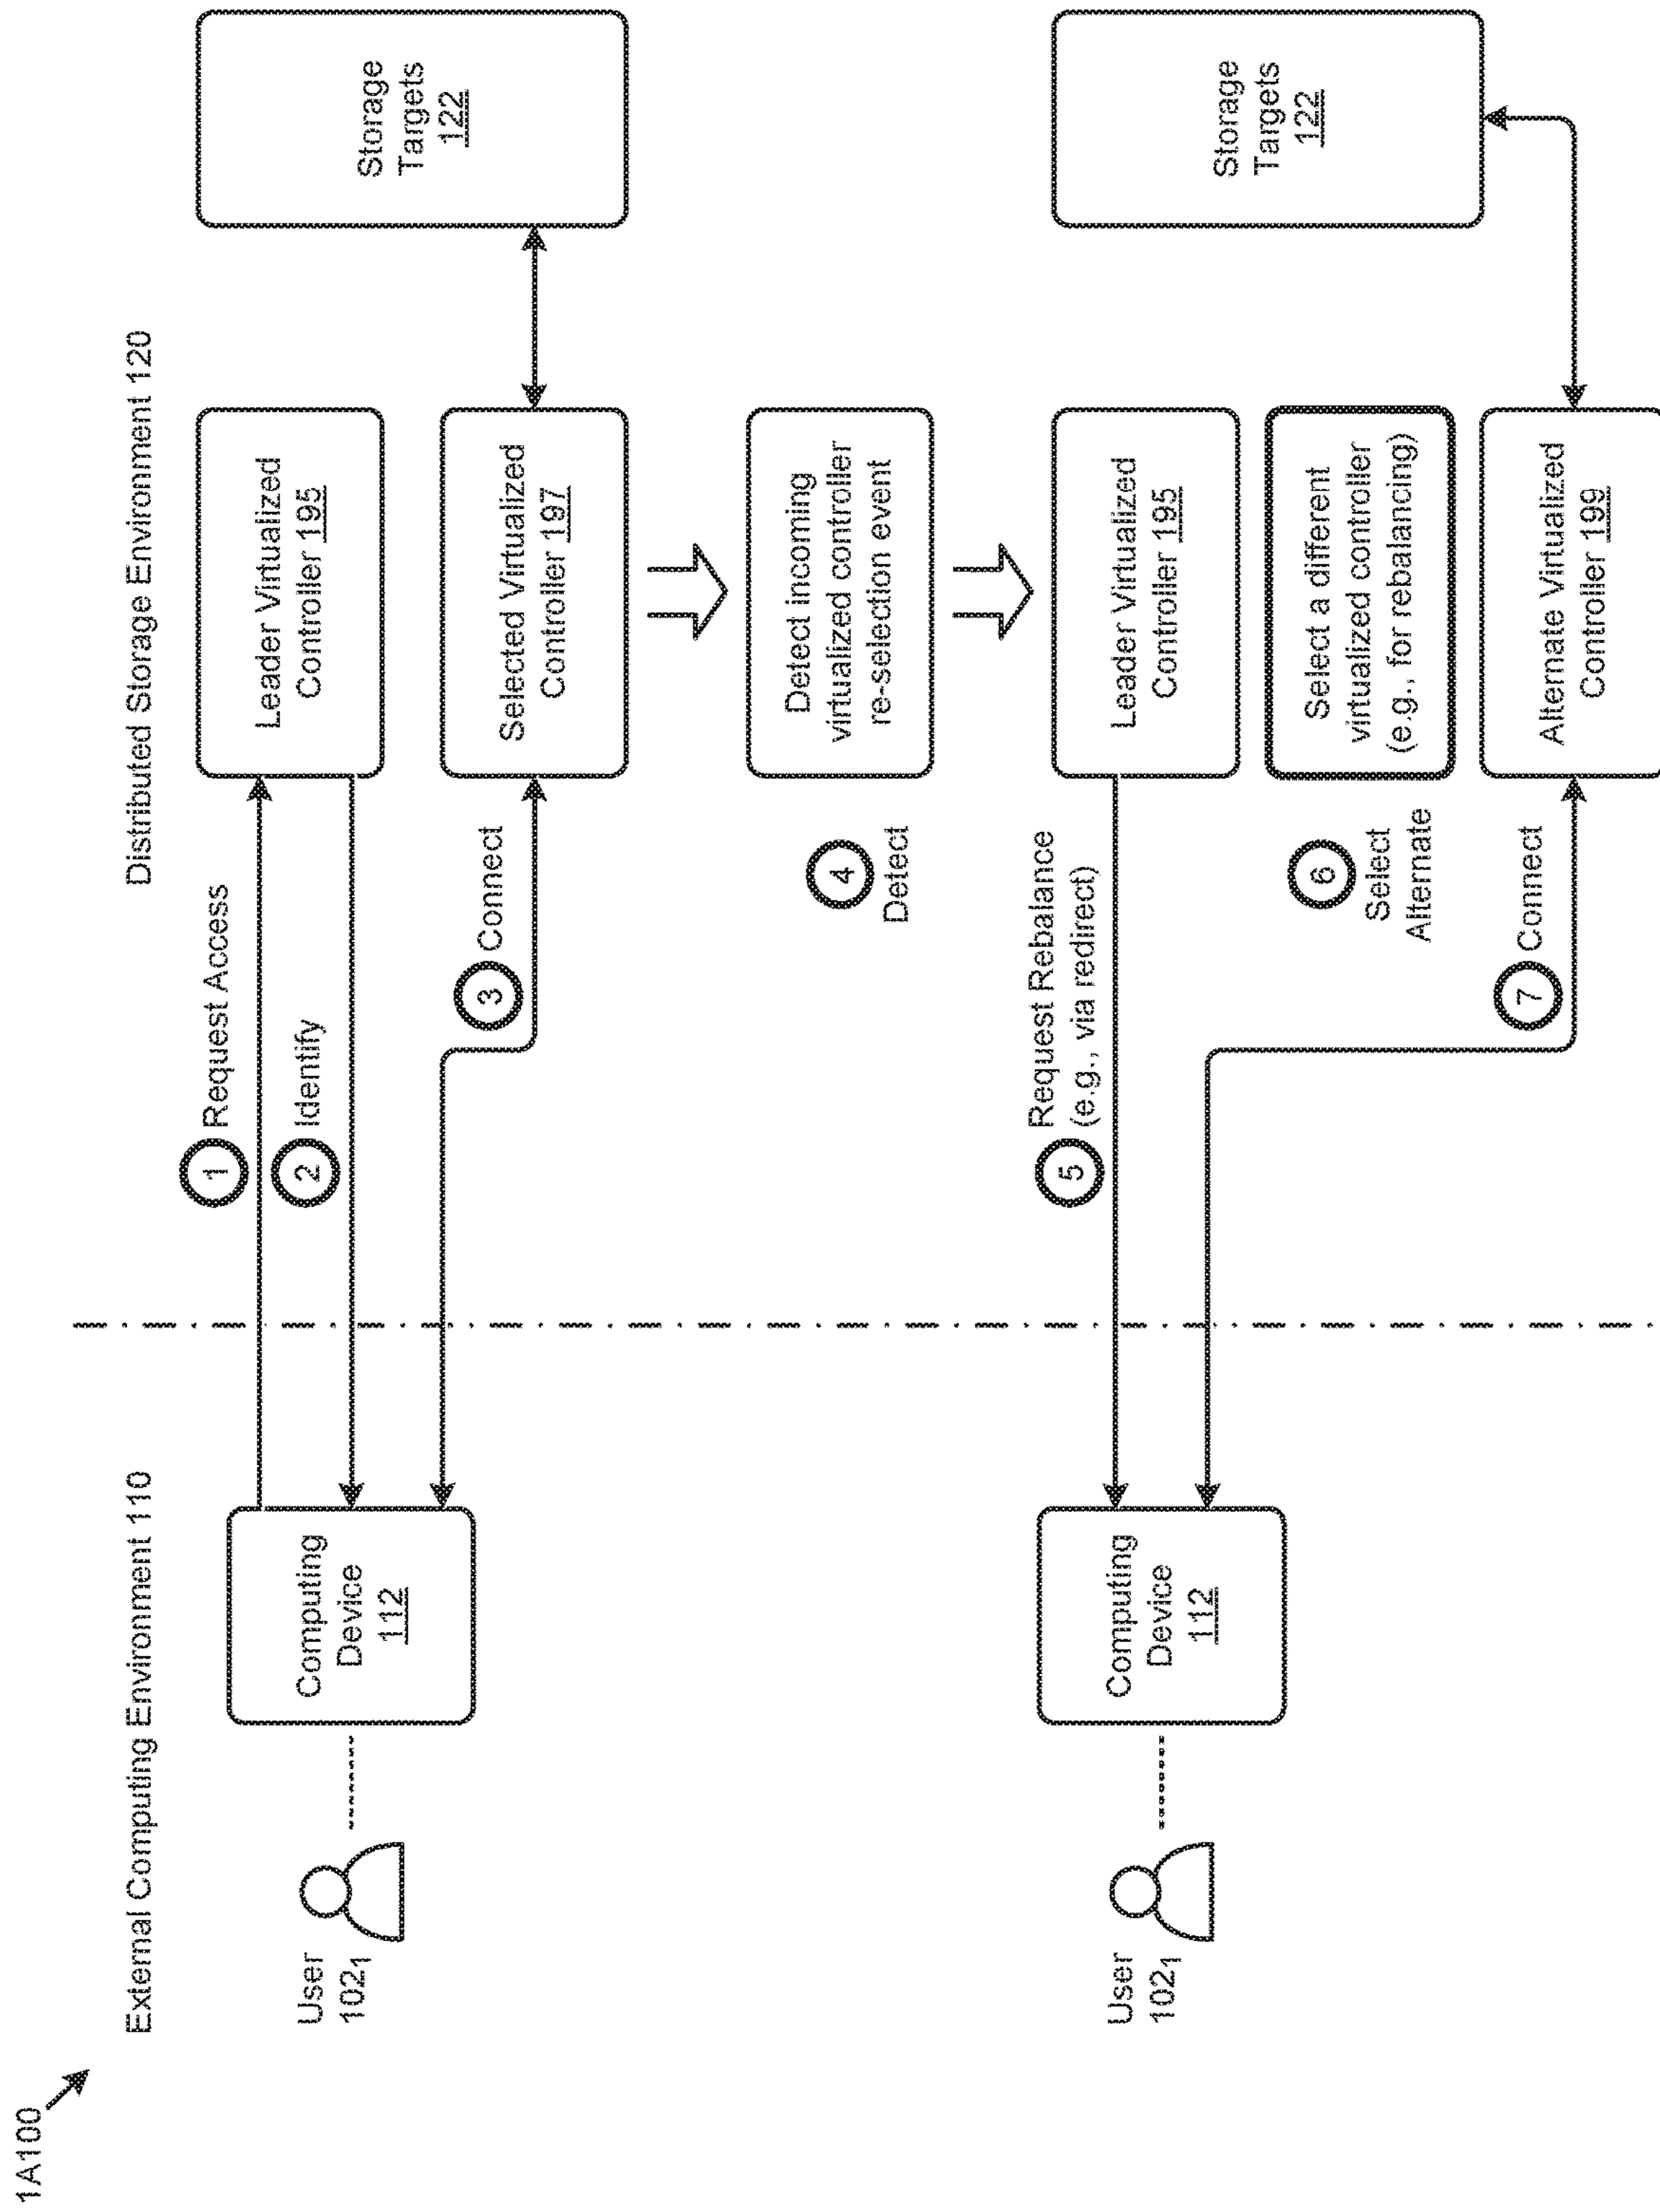 1A100
External Computing Environment 110
Distributed Storage Environment 120
User
102₁
Computing
Device
112
1
Request Access
2
Identify
3
Connect
Leader Virtualized
Controller 195
Selected Virtualized
Controller 197
Storage
Targets
122
4
Detect
Detect incoming
virtualized controller
re-selection event
User
102₁
Computing
Device
112
Request Rebalance
(e.g., via redirect)
5
Leader Virtualized
Controller 195
6
Select
Alternate
Select a different
virtualized controller
(e.g., for rebalancing)
7
Connect
Alternate Virtualized
Controller 199
Storage
Targets
122